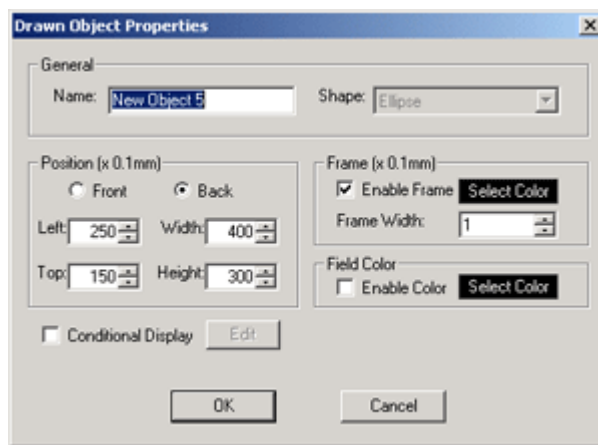 Drawn Object Properties
General
Name: New Object 5 Shape: Ellipse
Position (x 0.1mm)
Front Back
Left: 250 Width: 400
Top: 150 Height: 300
Frame (x 0.1mm)
Enable Frame Select Color
Frame Width: 1
Field Color
Enable Color Select Color
Conditional Display Edit
OK Cancel